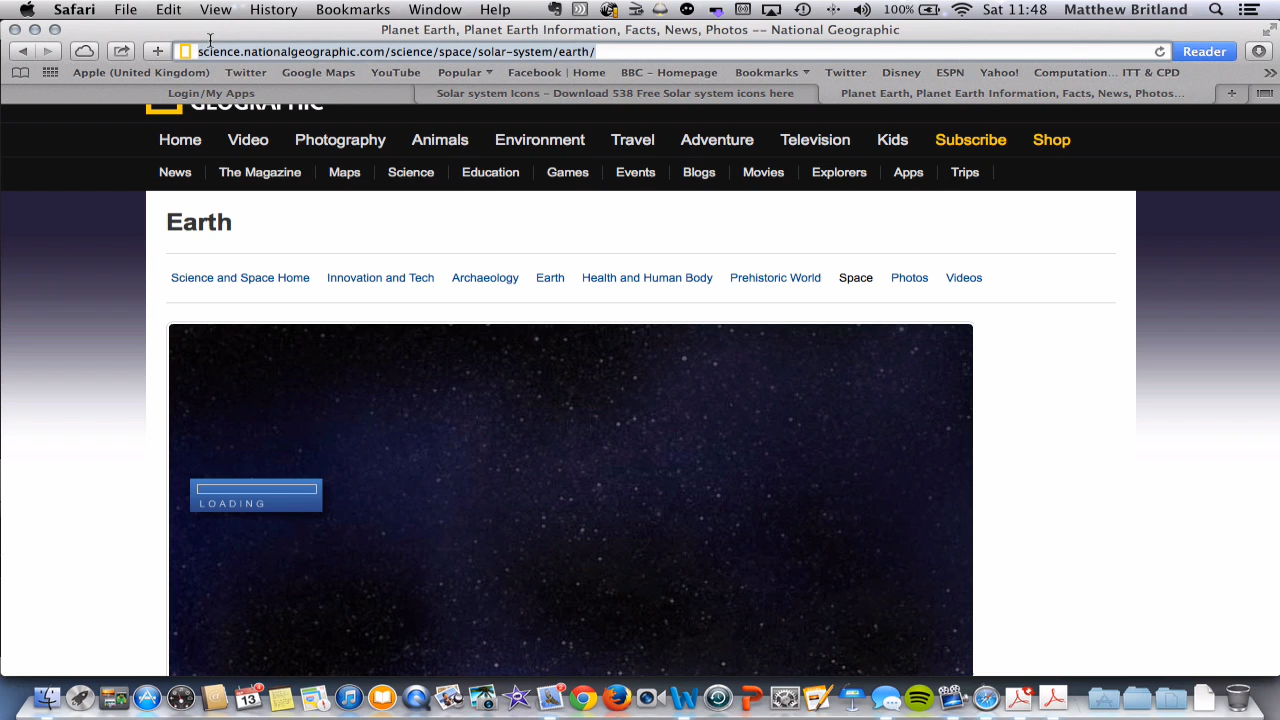 Safari File Edit View History Bookmarks Window Help 100% Sat 11:48 Matthew Britland
Planet Earth, Planet Earth Information, Facts, News, Photos -- National Geographic
science.nationalgeographic.com/science/space/solar-system/earth/ Reader
Apple (United Kingdom) Twitter Google Maps YouTube Popular Facebook | Home BBC - Homepage Bookmarks Twitter Disney ESPN Yahoo! Computation... ITT & CPD
Login/My Apps Solar system Icons - Download 538 Free Solar system icons here Planet Earth, Planet Earth Information, Facts, News, Photos...
GEOGRAPHIC
Home Video Photography Animals Environment Travel Adventure Television Kids Subscribe Shop
News The Magazine Maps Science Education Games Events Blogs Movies Explorers Apps Trips
Earth
Science and Space Home Innovation and Tech Archaeology Earth Health and Human Body Prehistoric World Space Photos Videos
LOADING
13